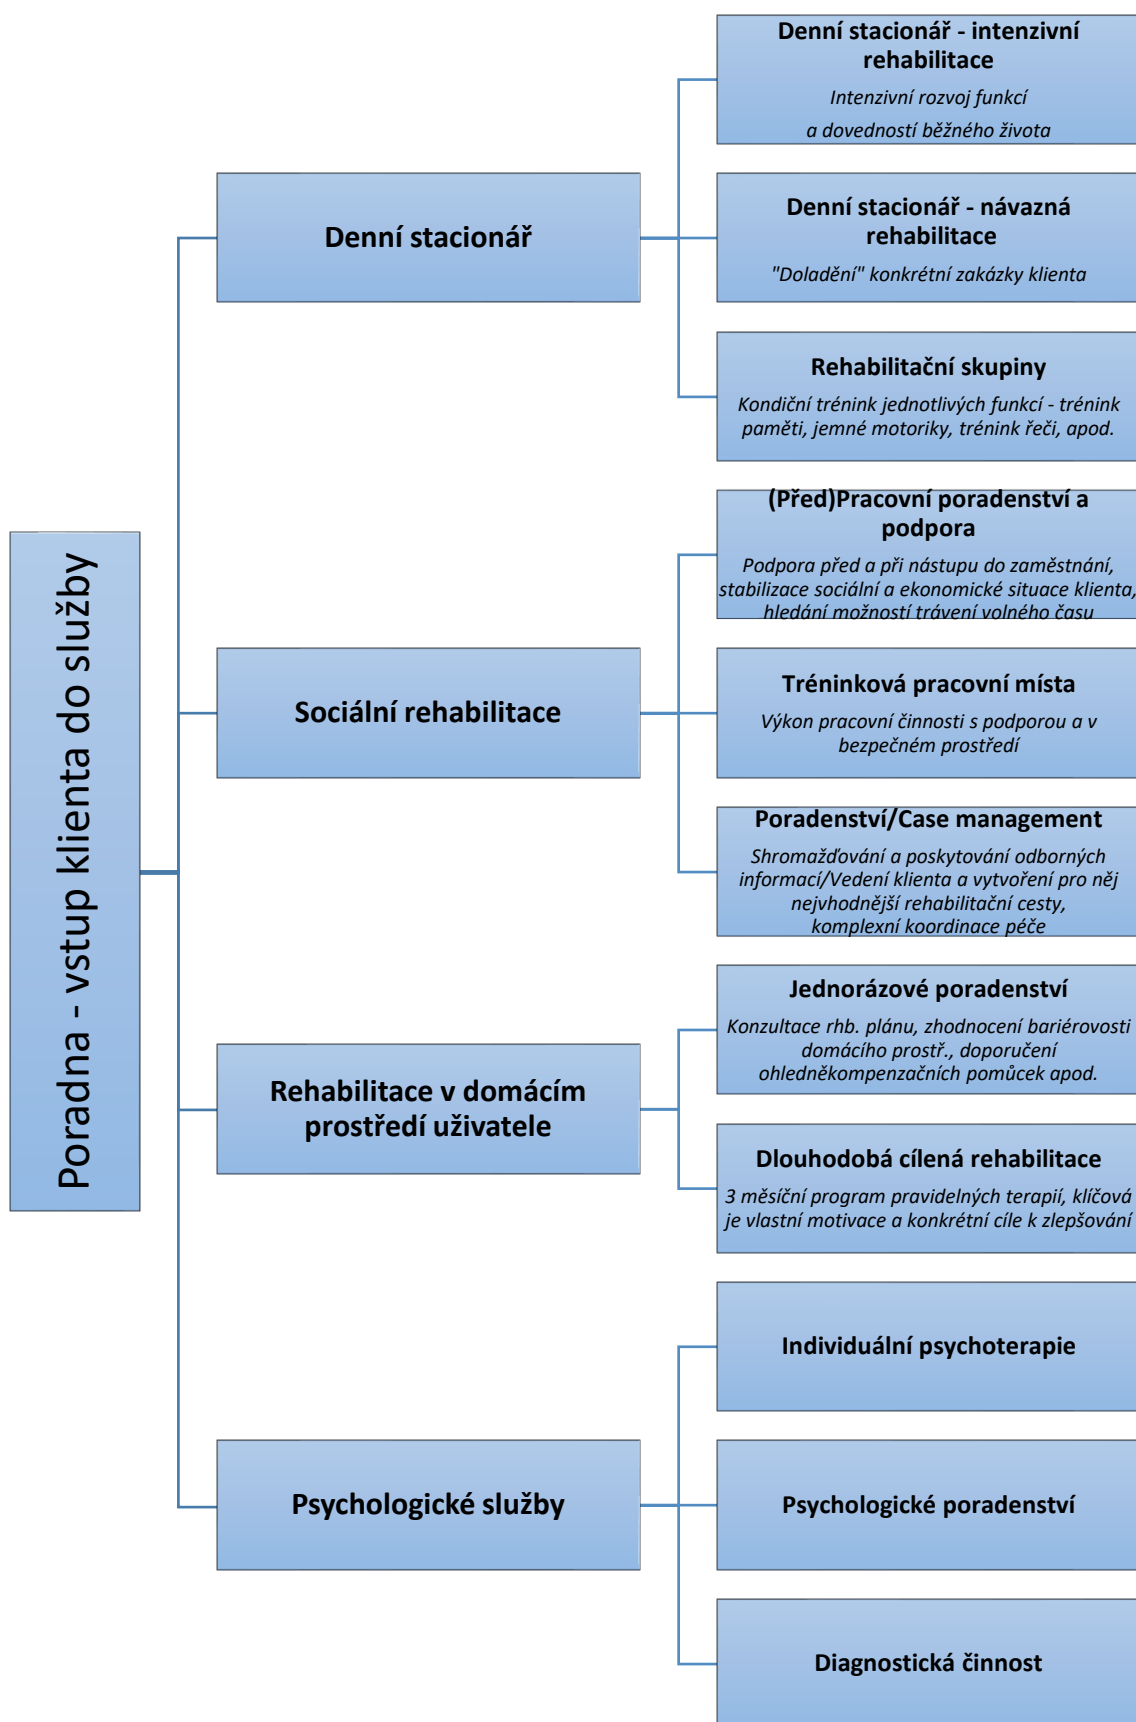 Poradna - vstup klienta do služby
Denní stacionář
Denní stacionář - intenzivní
rehabilitace
Intenzivní rozvoj funkcí
a dovedností běžného života
Denní stacionář - návazná
rehabilitace
"Doladění" konkrétní zakázky klienta
Rehabilitační skupiny
Kondiční trénink jednotlivých funkcí - trénink
paměti, jemné motoriky, trénink řeči, apod.
Sociální rehabilitace
(Před)Pracovní poradenství a
podpora
Podpora před a při nástupu do zaměstnání,
stabilizace sociální a ekonomické situace klienta,
hledání možností trávení volného času
Tréninková pracovní místa
Výkon pracovní činnosti s podporou a v
bezpečném prostředí
Poradenství/Case management
Shromažďování a poskytování odborných
informací/Vedení klienta a vytvoření pro něj
nejvhodnější rehabilitační cesty,
komplexní koordinace péče
Rehabilitace v domácím
prostředí uživatele
Jednorázové poradenství
Konzultace rhb. plánu, zhodnocení bariérovosti
domácího prostř., doporučení
ohledněkompenzačních pomůcek apod.
Dlouhodobá cílená rehabilitace
3 měsíční program pravidelných terapií, klíčová
je vlastní motivace a konkrétní cíle k zlepšování
Psychologické služby
Individuální psychoterapie
Psychologické poradenství
Diagnostická činnost